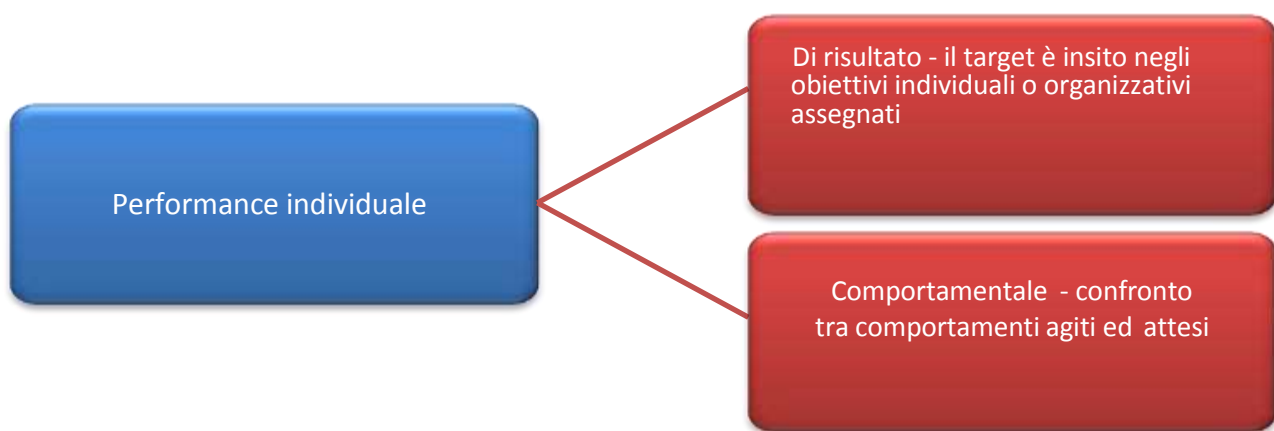 Performance individuale
Di risultato - il target è insito negli
obiettivi individuali o organizzativi
assegnati
Comportamentale - confronto
tra comportamenti agiti ed attesi